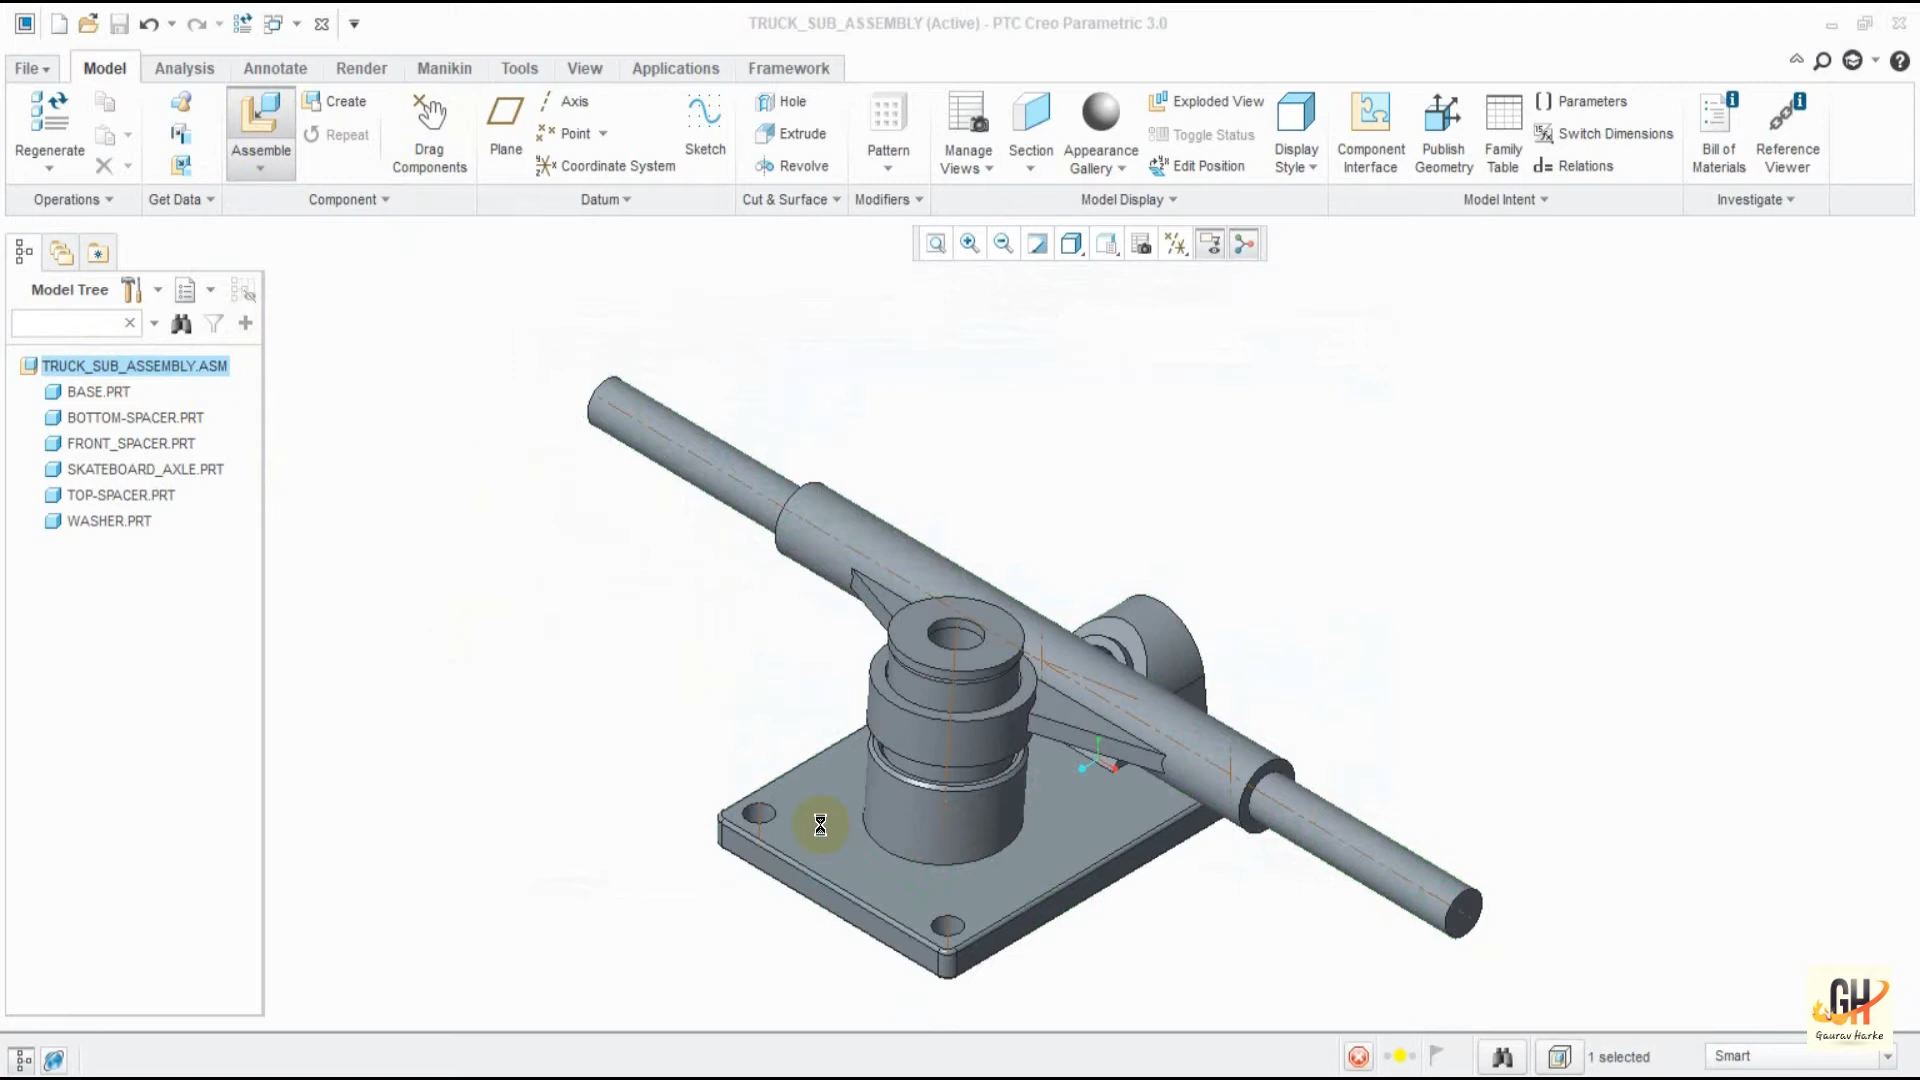 TRUCK_SUB_ASSEMBLY (Active) - PTC Creo Parametric 3.0
File Model Analysis Annotate Render Manikin Tools View Applications Framework
Regenerate
Assemble
Create
Repeat
Drag Components
Plane
Axis
Point
Coordinate System
Sketch
Hole
Extrude
Revolve
Pattern
Manage Views
Section
Appearance Gallery
Exploded View
Toggle Status
Edit Position
Display Style
Component Interface
Publish Geometry
Family Table
Parameters
Switch Dimensions
d= Relations
Bill of Materials
Reference Viewer
Operations Get Data Component Datum Cut & Surface Modifiers Model Display Model Intent Investigate
Model Tree
TRUCK_SUB_ASSEMBLY.ASM
BASE.PRT
BOTTOM-SPACER.PRT
FRONT_SPACER.PRT
SKATEBOARD_AXLE.PRT
TOP-SPACER.PRT
WASHER.PRT
GH
Gaurav Harke
1 selected
Smart